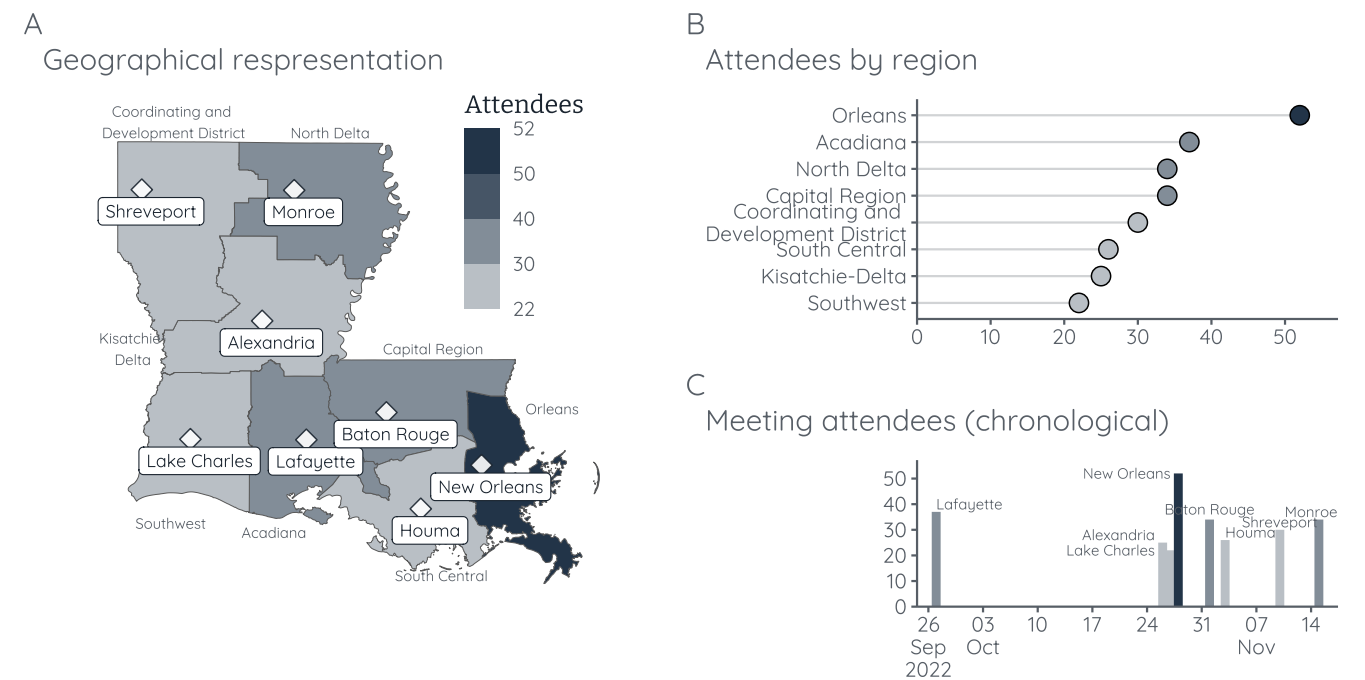 A
Geographical respresentation
Attendees
52
50
40
30
22
Coordinating and
Development District
North Delta
Shreveport
Monroe
Kisatchie
Delta
Alexandria
Capital Region
Orleans
Baton Rouge
Lake Charles
Lafayette
New Orleans
Houma
Southwest
Acadiana
South Central
B
Attendees by region
Orleans
Acadiana
North Delta
Capital Region
Coordinating and
Development District
South Central
Kisatchie-Delta
Southwest
0 10 20 30 40 50
C
Meeting attendees (chronological)
50
40
30
20
10
0
New Orleans
Lafayette
Baton Rouge
Monroe
Shreveport
Houma
Alexandria
Lake Charles
26 03 10 17 24 31 07 14
Sep Oct Nov
2022